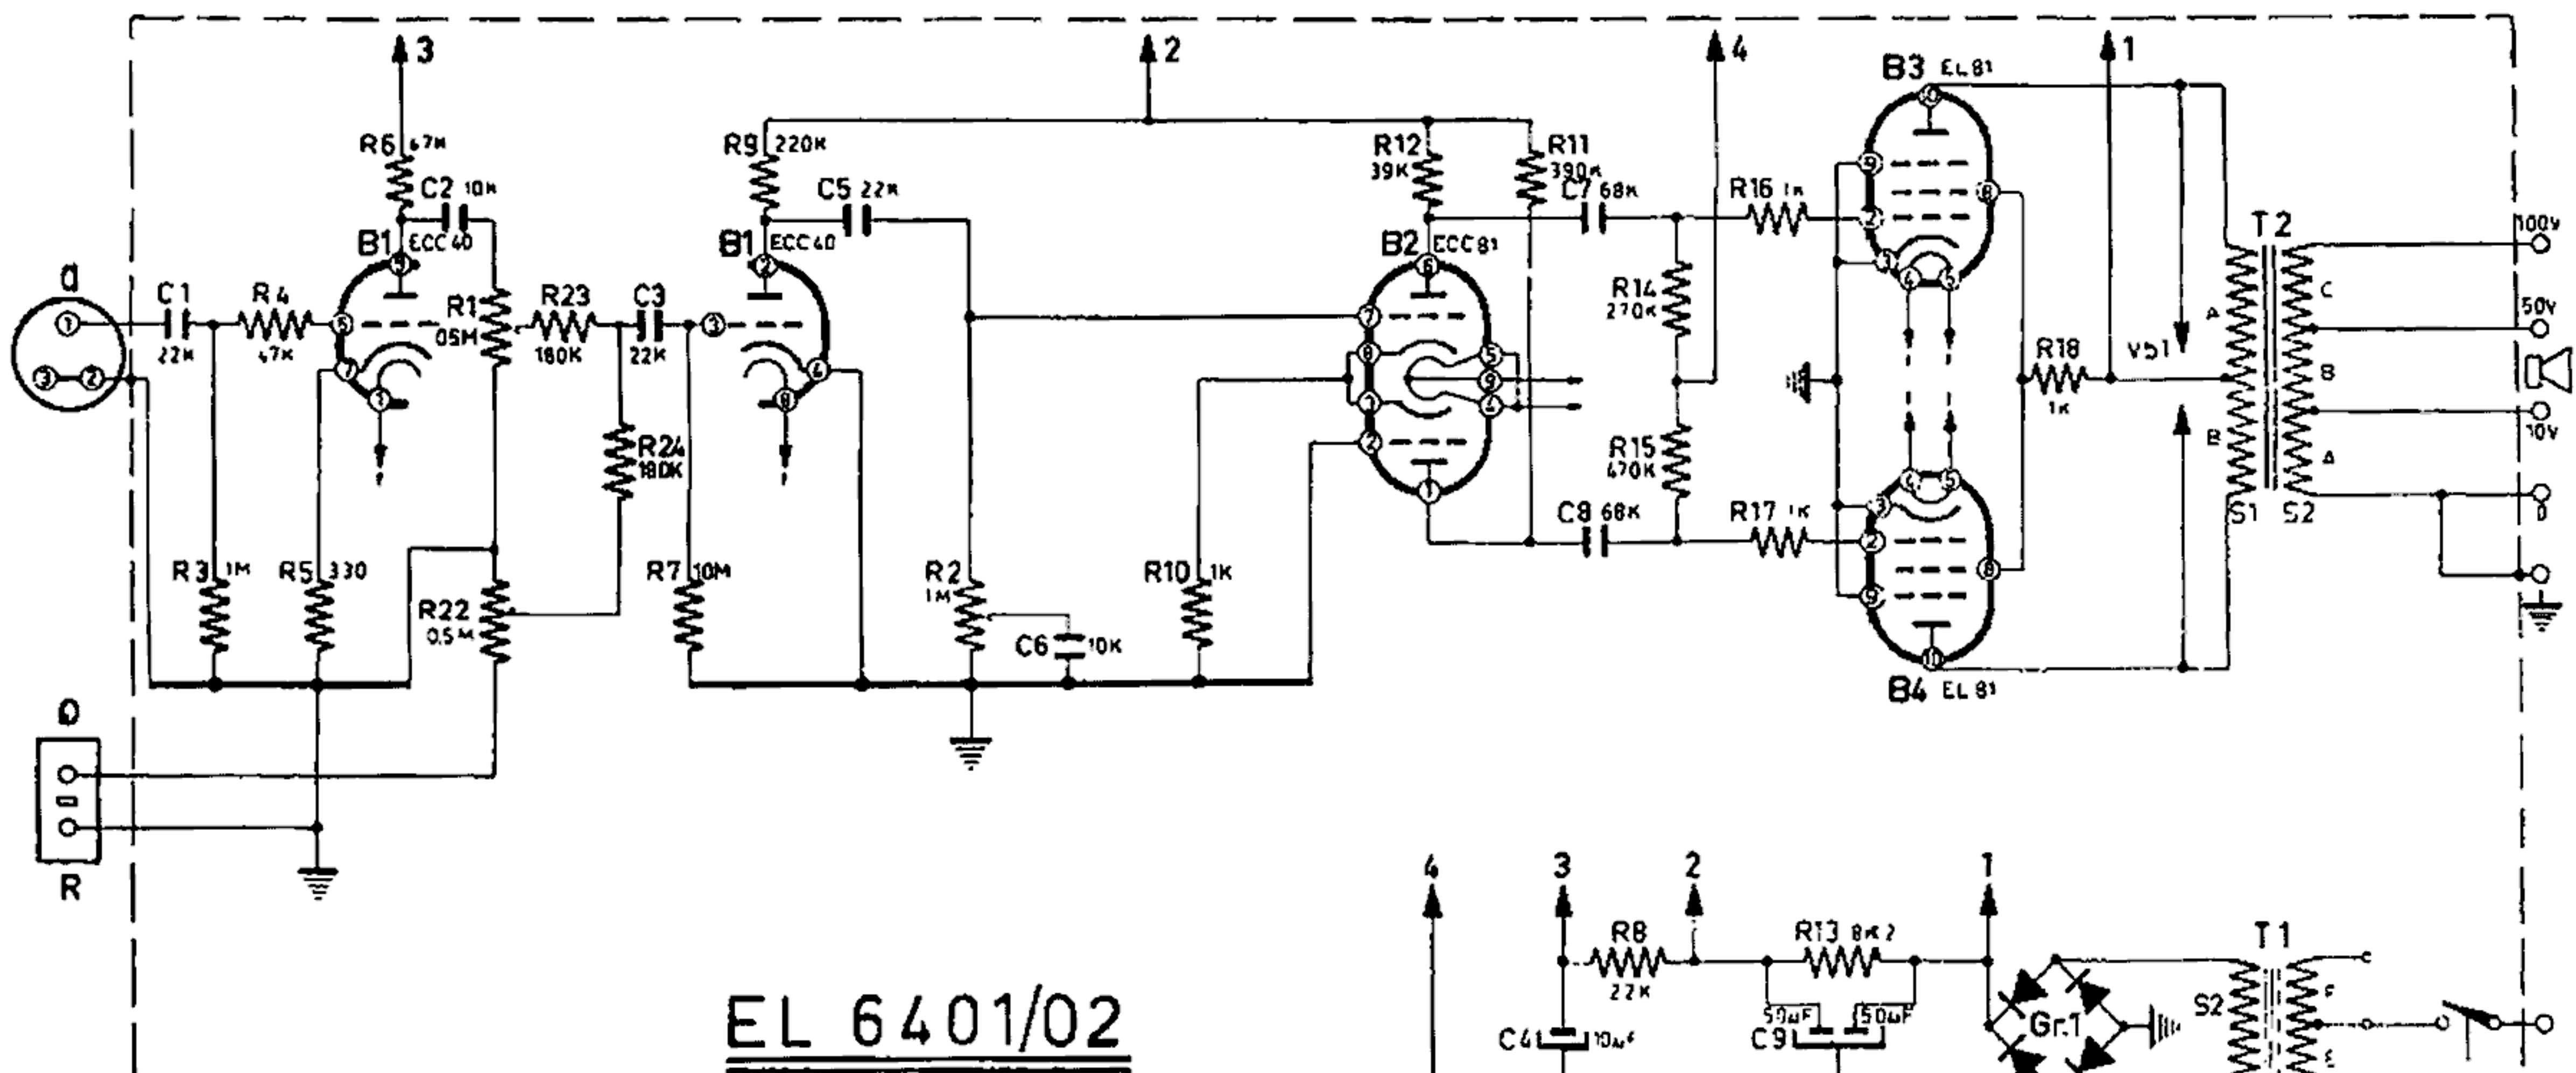 3
2
4
1
B3 EL81
R6 47K
R9 220K
R12 39K
R11 390K
C2 10K
C5 22K
C7 68K
R16 1K
B1 ECC40
B1 ECC40
B2 ECC81
T2
100V
50V
10V
0
C1 22K
R4 47K
R1 0.5M
R23 180K
C3 22K
R14 270K
R24 180K
R15 470K
R18 1K
VS1
A
B
C
B
A
S1 S2
C8 68K
R17 1K
R3 1M
R5 330
R22 0.5M
R7 10M
R2 1M
C6 10K
R10 1K
B4 EL81
R
4
3
2
1
R8 22K
R13 8K2
T1
C41 10µF
50µF
C9
50µF
Gr.1
S2
F
E
EL 6401/02